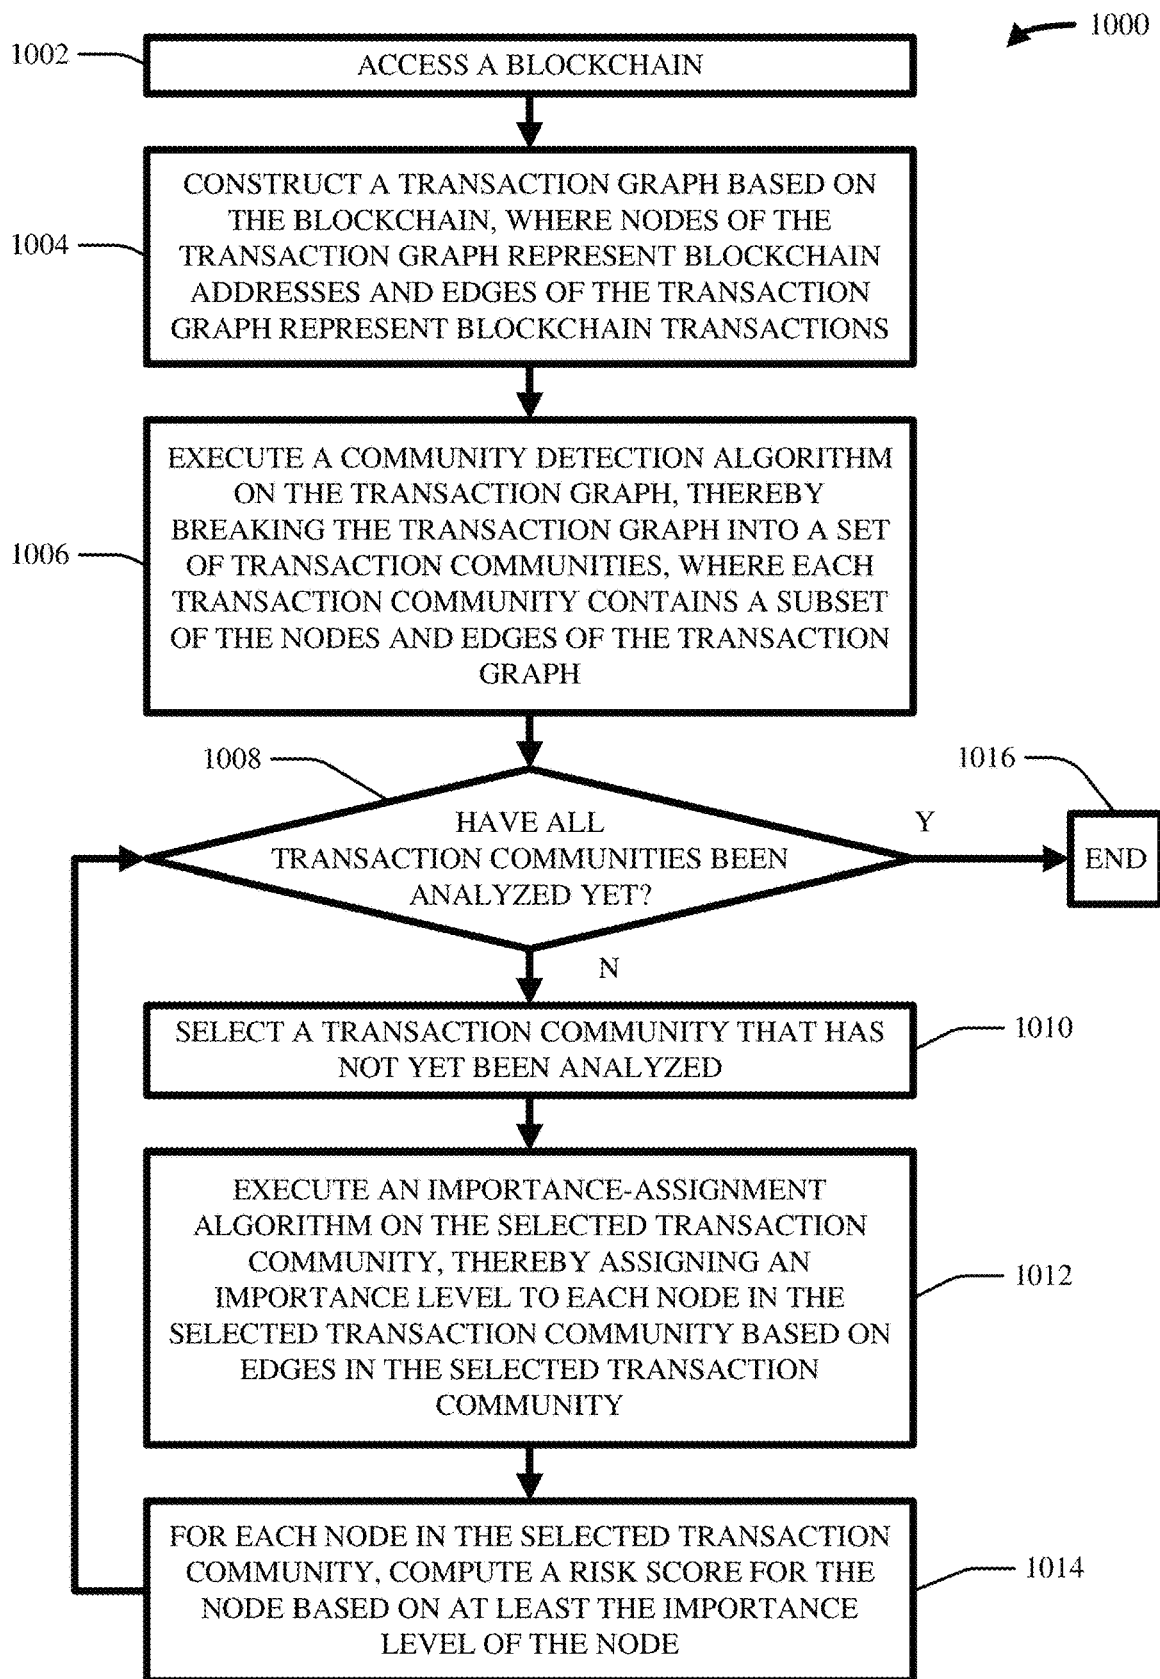 1000
1002
ACCESS A BLOCKCHAIN
1004
CONSTRUCT A TRANSACTION GRAPH BASED ON
THE BLOCKCHAIN, WHERE NODES OF THE
TRANSACTION GRAPH REPRESENT BLOCKCHAIN
ADDRESSES AND EDGES OF THE TRANSACTION
GRAPH REPRESENT BLOCKCHAIN TRANSACTIONS
1006
EXECUTE A COMMUNITY DETECTION ALGORITHM
ON THE TRANSACTION GRAPH, THEREBY
BREAKING THE TRANSACTION GRAPH INTO A SET
OF TRANSACTION COMMUNITIES, WHERE EACH
TRANSACTION COMMUNITY CONTAINS A SUBSET
OF THE NODES AND EDGES OF THE TRANSACTION
GRAPH
1008
HAVE ALL
TRANSACTION COMMUNITIES BEEN
ANALYZED YET?
Y
1016
END
N
SELECT A TRANSACTION COMMUNITY THAT HAS
NOT YET BEEN ANALYZED
1010
EXECUTE AN IMPORTANCE-ASSIGNMENT
ALGORITHM ON THE SELECTED TRANSACTION
COMMUNITY, THEREBY ASSIGNING AN
IMPORTANCE LEVEL TO EACH NODE IN THE
SELECTED TRANSACTION COMMUNITY BASED ON
EDGES IN THE SELECTED TRANSACTION
COMMUNITY
1012
FOR EACH NODE IN THE SELECTED TRANSACTION
COMMUNITY, COMPUTE A RISK SCORE FOR THE
NODE BASED ON AT LEAST THE IMPORTANCE
LEVEL OF THE NODE
1014